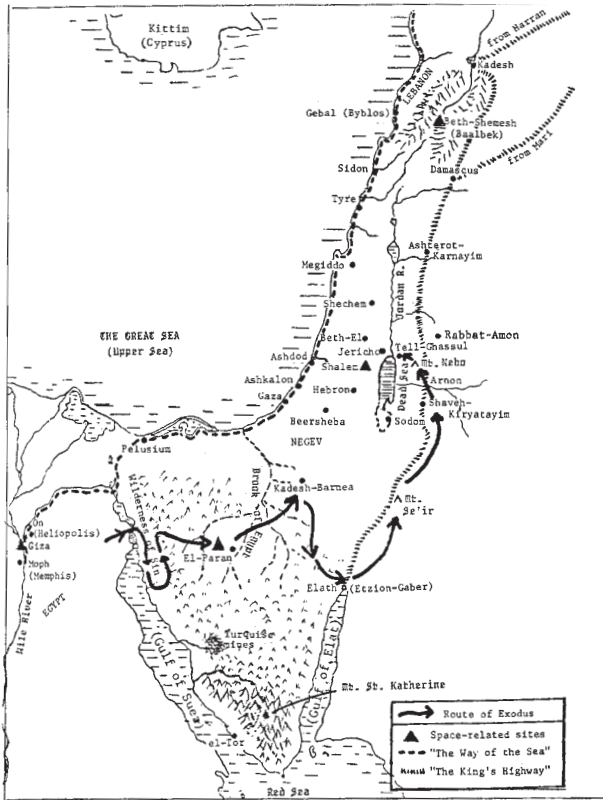 Kittim
(Cyprus)
from Harran
Kadesh
LEBANON
Gebal (Byblos)
Beth-Shemesh
(Baalbek)
from Mari
Sidon
Damascus
Tyre
Ashterot-
Karnayim
Megiddo
Jordan R.
Shechem
THE GREAT SEA
(Upper Sea)
Beth-El
Rabbat-Amon
Jericho
Tell Ghassul
Ashdod
Shalem
Mt. Nebo
Ashkalon
Dead Sea
Arnon
Gaza
Hebron
Shaveh-
Kiryatayim
Beersheba
Sodom
Pelusium
NEGEV
Kadesh-Barnea
Wilderness of Sin
Brook of Egypt
Mt.
Se'ir
On
(Heliopolis)
Giza
El-Paran
Moph
(Memphis)
Elath (Etzion-Gaber)
Nile River
EGYPT
Turquise
mines
(Gulf of Suez)
(Gulf of Elat)
Mt. St. Katherine
el-Tor
Red Sea
Route of Exodus
Space-related sites
"The Way of the Sea"
"The King's Highway"